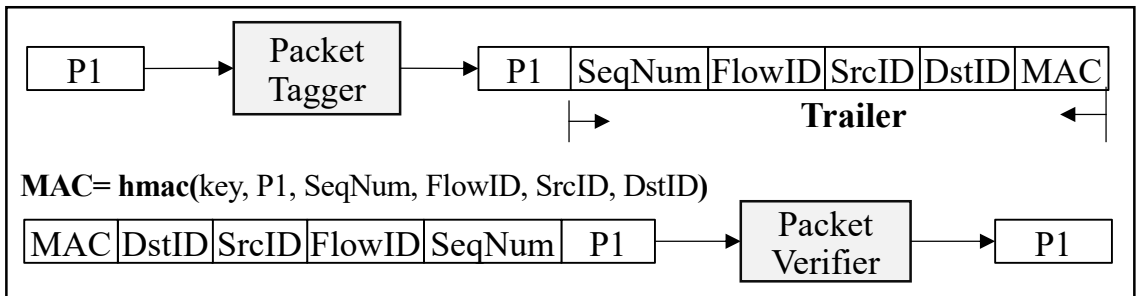 P1 Packet Tagger P1 SeqNum FlowID SrcID DstID MAC
Trailer
MAC= hmac(key, P1, SeqNum, FlowID, SrcID, DstID)
MAC DstID SrcID FlowID SeqNum P1 Packet Verifier P1